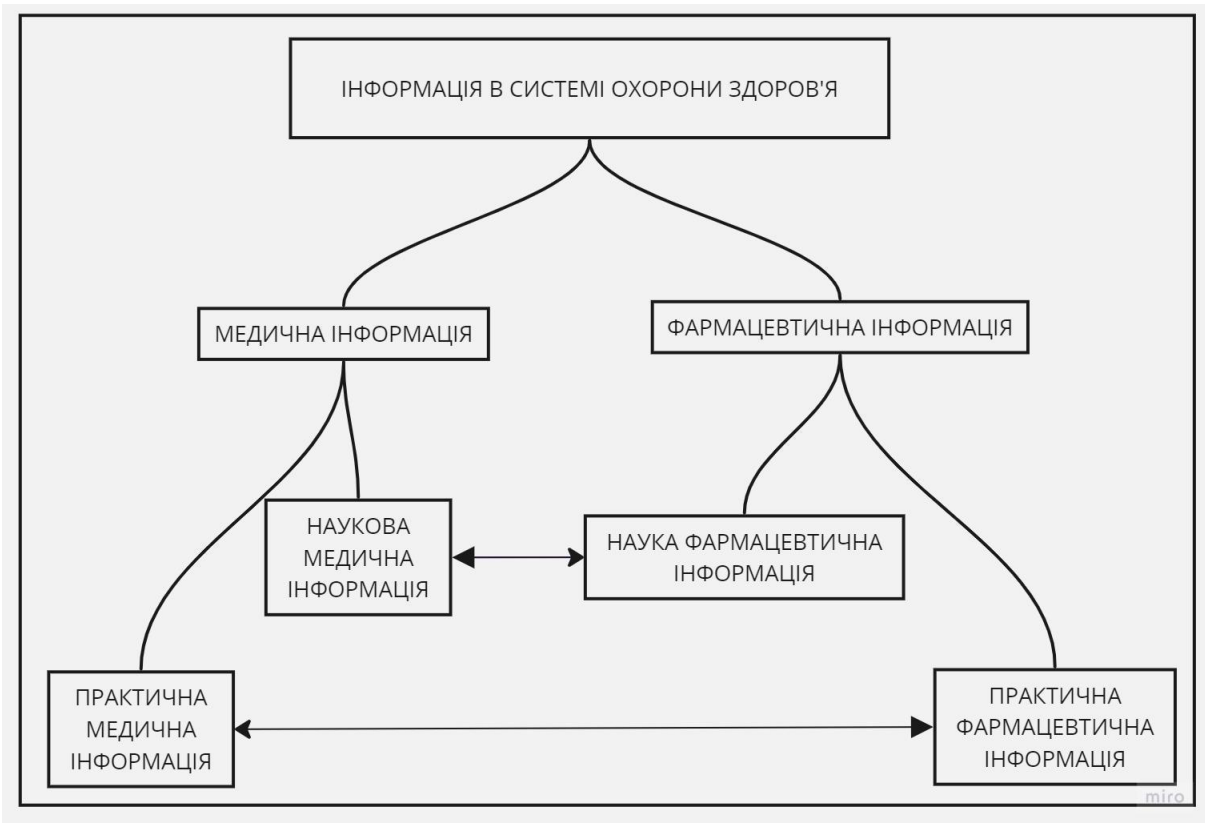 ІНФОРМАЦІЯ В СИСТЕМІ ОХОРОНИ ЗДОРОВ'Я
МЕДИЧНА ІНФОРМАЦІЯ
ФАРМАЦЕВТИЧНА ІНФОРМАЦІЯ
НАУКОВА
МЕДИЧНА
ІНФОРМАЦІЯ
НАУКА ФАРМАЦЕВТИЧНА
ІНФОРМАЦІЯ
ПРАКТИЧНА
МЕДИЧНА
ІНФОРМАЦІЯ
ПРАКТИЧНА
ФАРМАЦЕВТИЧНА
ІНФОРМАЦІЯ
miro